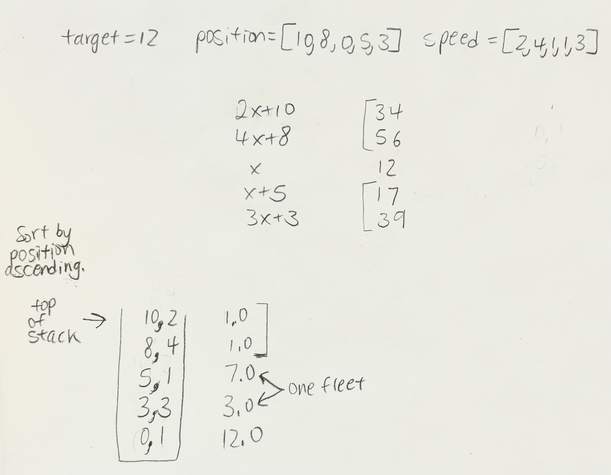 target=12 position=[10,8,0,5,3] speed=[2,4,1,1,3]
2x+10 [34
4x+8 56
x 12
x+5 [17
3x+3 39
Sort by
position
ascending.
top
of
stack →
10,2 1.0
8,4 1.0
5,1 7.0
one fleet
3,3 3.0
0,1 12.0